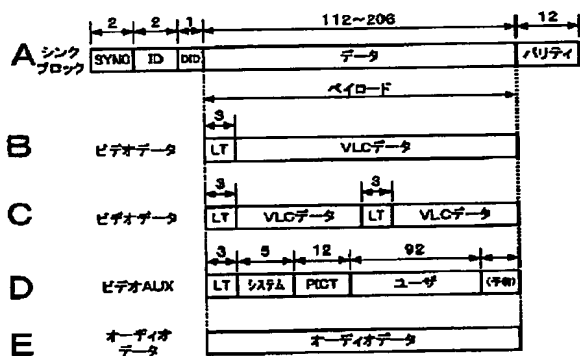 2 2 1 112~206 12
A シンク ブロック SYNC ID DID データ パリティ
ペイロード
3
B ビデオデータ LT VLCデータ
3 3
C ビデオデータ LT VLCデータ LT VLCデータ
3 5 12 92
D ビデオAUX LT システム PICT ユーザ (予約)
E オーディオ データ オーディオデータ